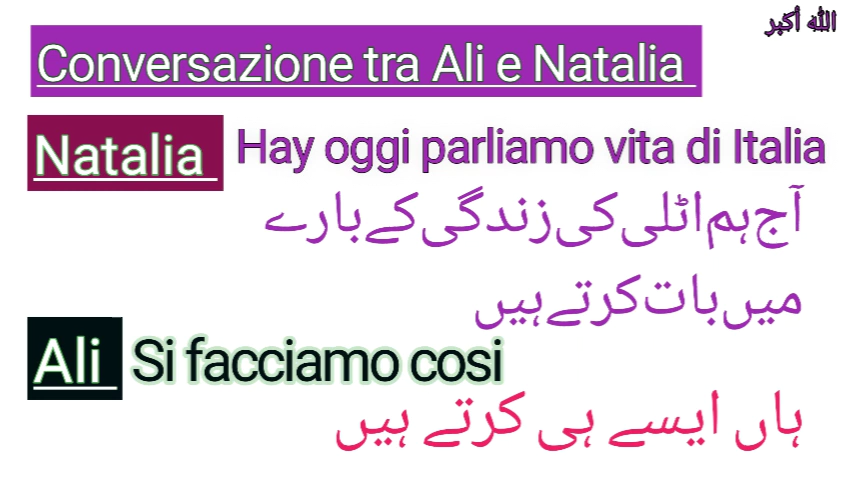 الله أكبر
Conversazione tra Ali e Natalia
Natalia Hay oggi parliamo vita di Italia
آج ہم اٹلی کی زندگی کے بارے
میں بات کرتے ہیں
Ali Si facciamo cosi
ہاں ایسے ہی کرتے ہیں